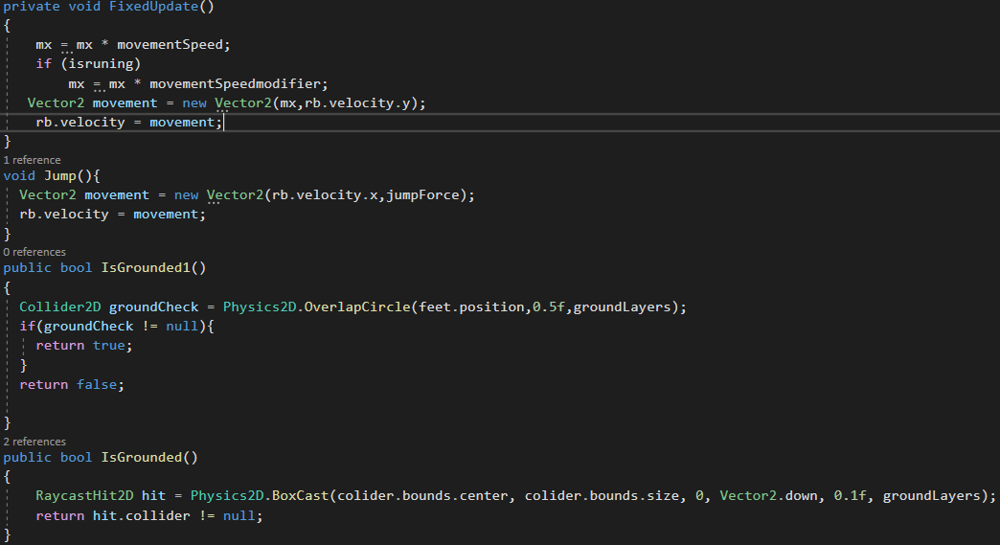 private void FixedUpdate()
{
mx = mx * movementSpeed;
if (isruning)
mx = mx * movementSpeedmodifier;
Vector2 movement = new Vector2(mx,rb.velocity.y);
rb.velocity = movement;
}
1 reference
void Jump(){
Vector2 movement = new Vector2(rb.velocity.x,jumpForce);
rb.velocity = movement;
}
0 references
public bool IsGrounded1()
{
Collider2D groundCheck = Physics2D.OverlapCircle(feet.position,0.5f,groundLayers);
if(groundCheck != null){
return true;
}
return false;
}
2 references
public bool IsGrounded()
{
RaycastHit2D hit = Physics2D.BoxCast(colider.bounds.center, colider.bounds.size, 0, Vector2.down, 0.1f, groundLayers);
return hit.collider != null;
}